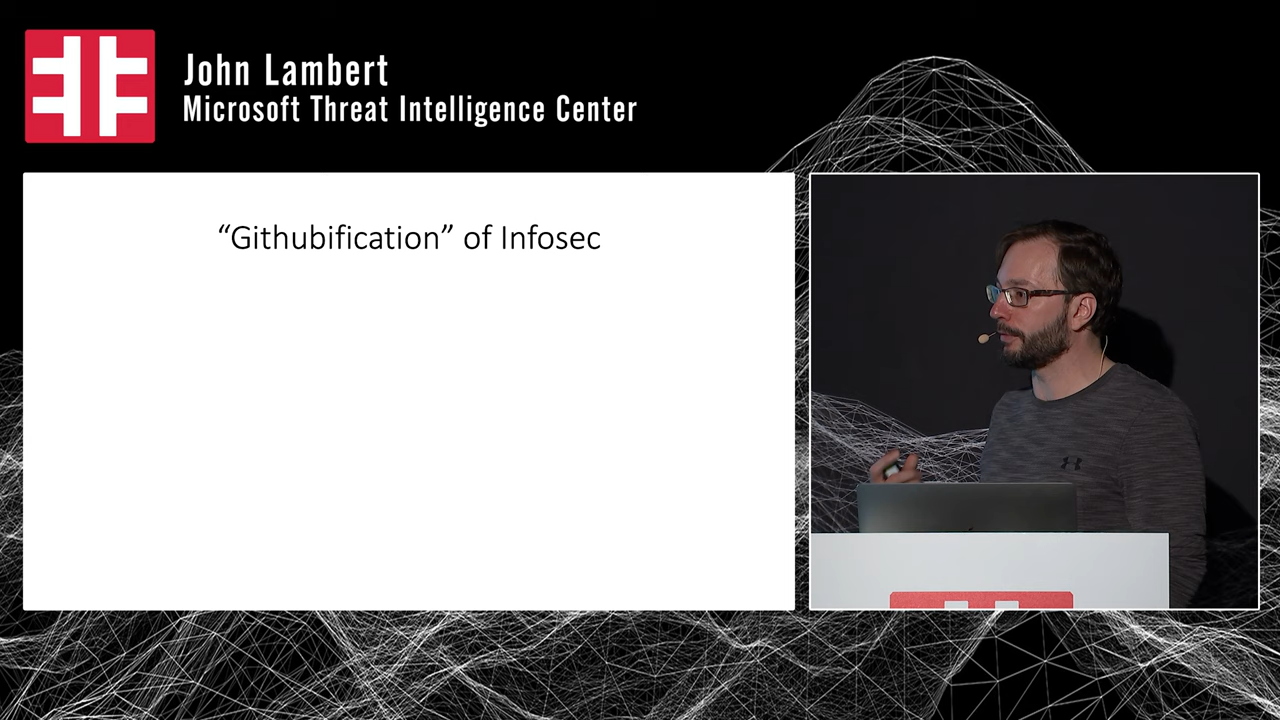 John Lambert
Microsoft Threat Intelligence Center
“Githubification” of Infosec